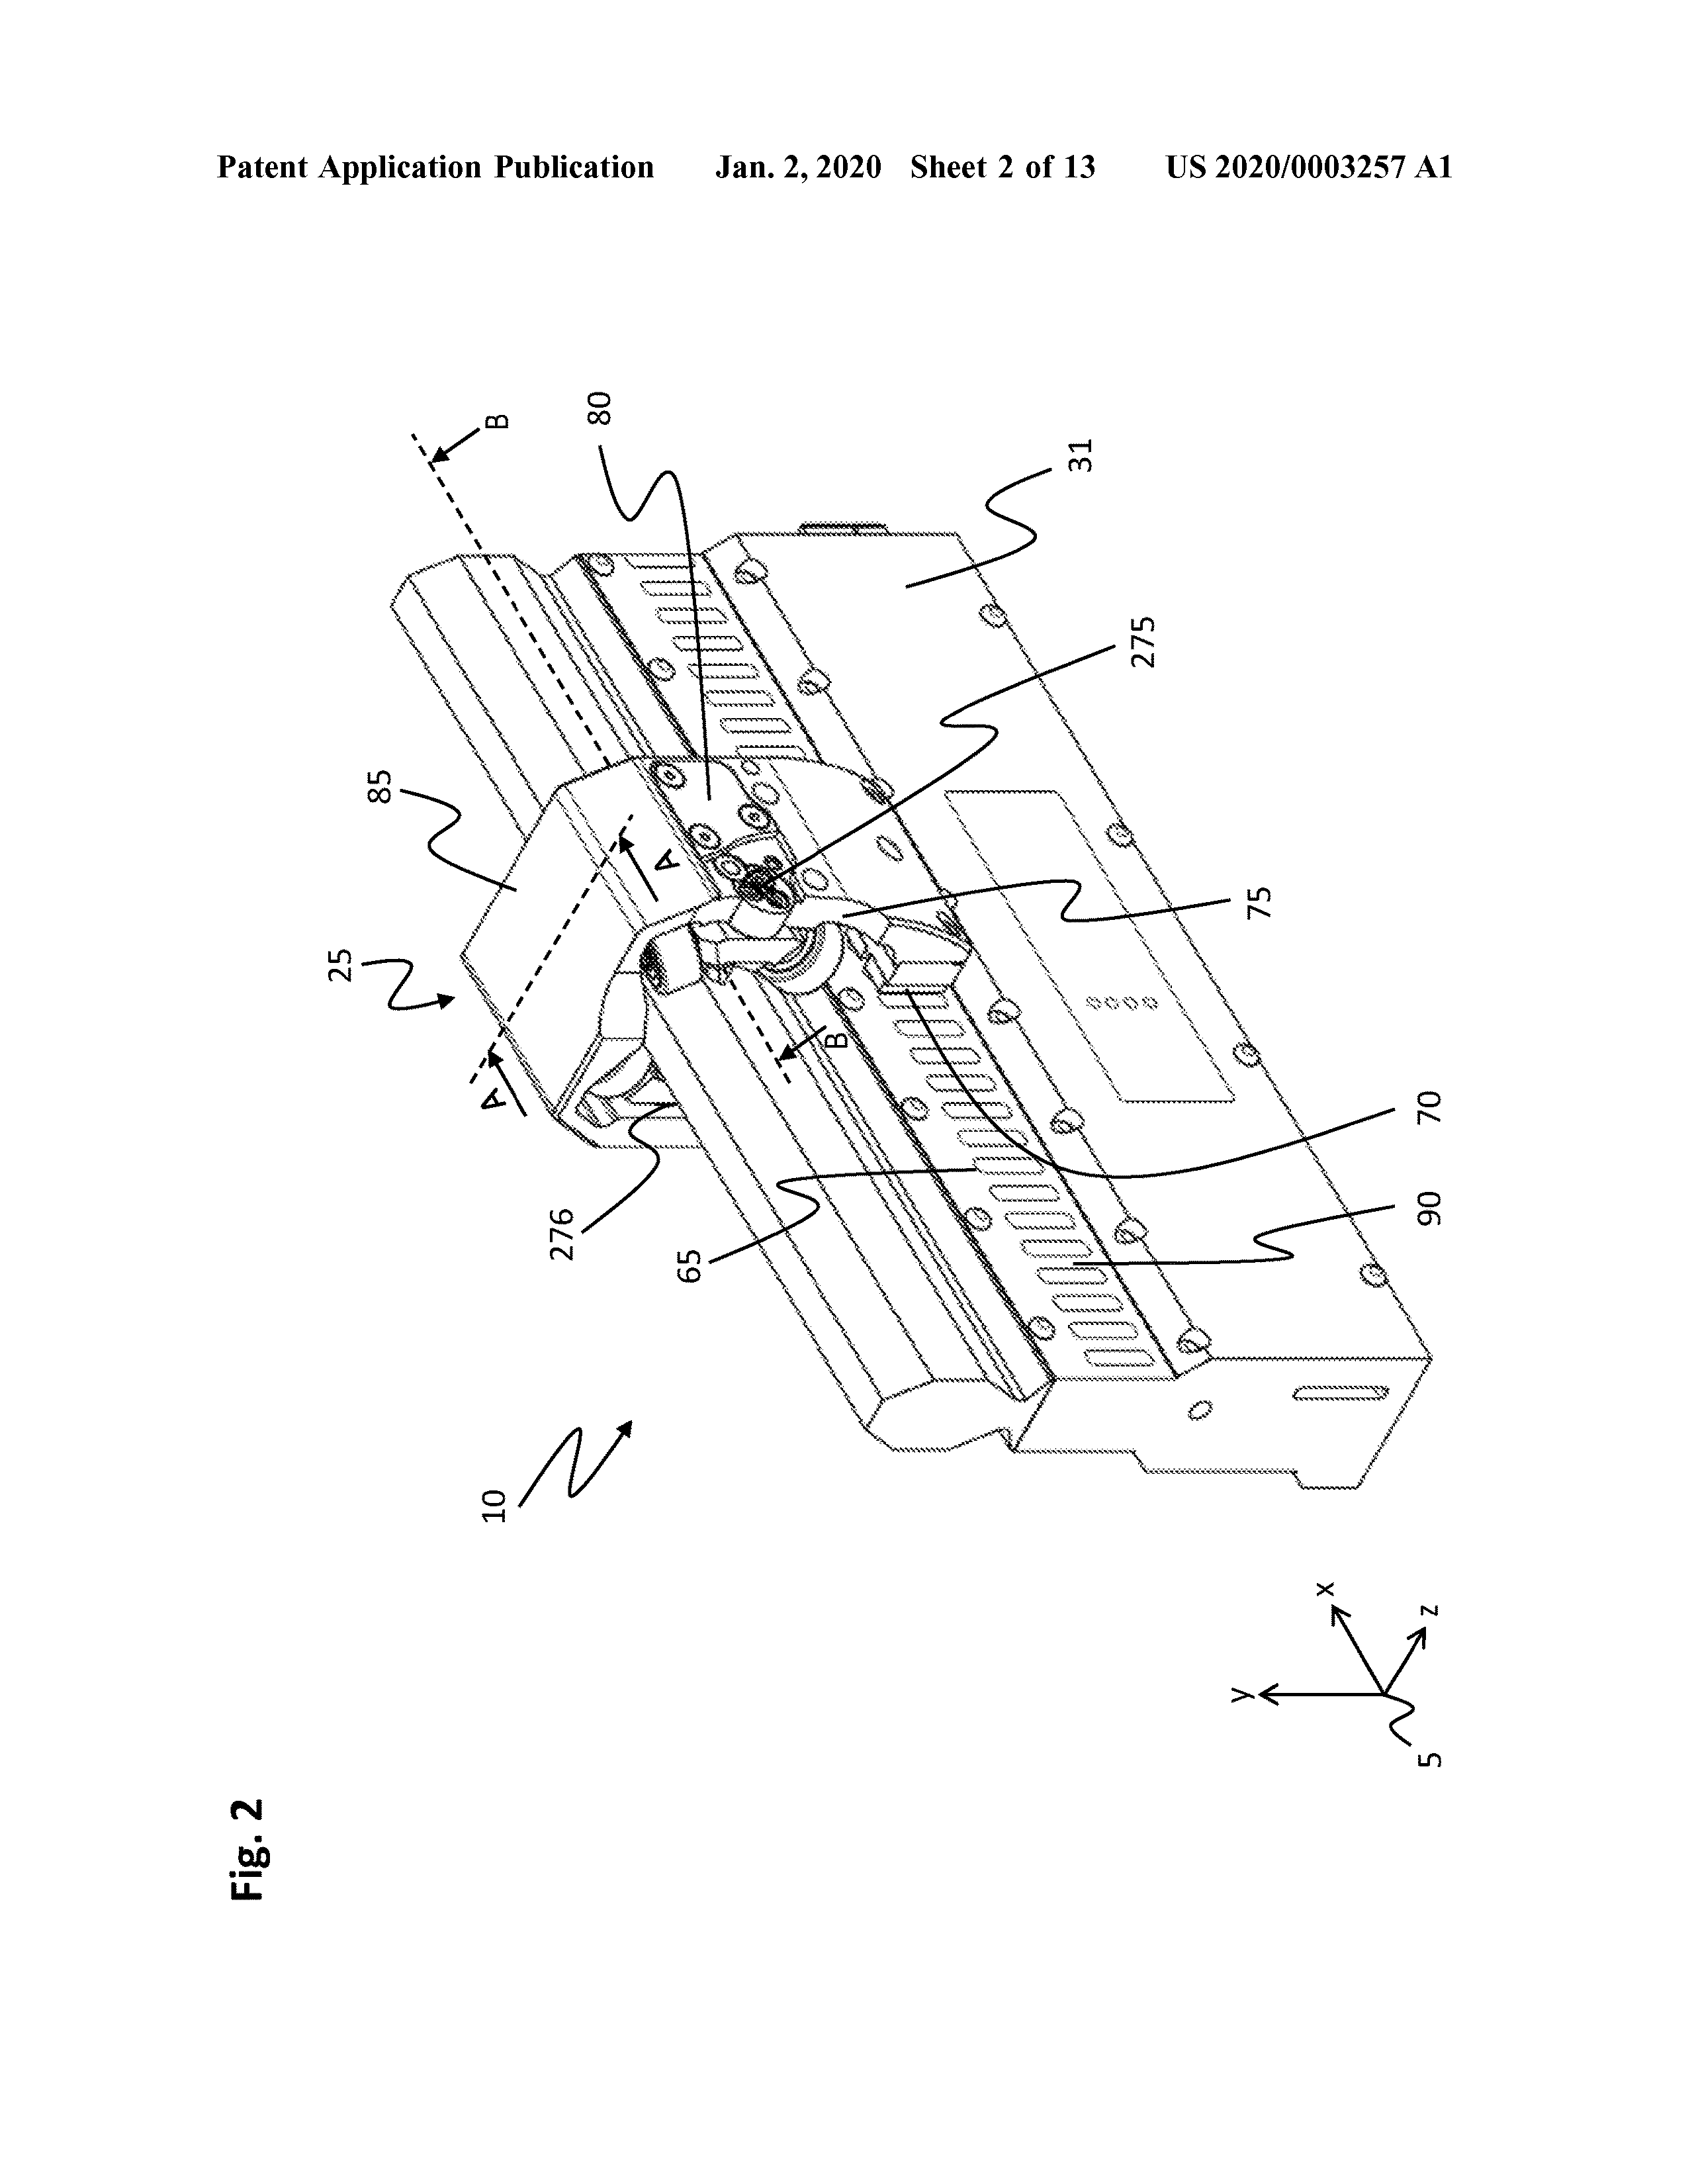 Patent Application Publication Jan. 2, 2020 Sheet 2 of 13 US 2020/0003257 A1
Fig. 2
10
25
85
B
80
31
275
A
A
75
B
276
65
70
90
x
y
z
5